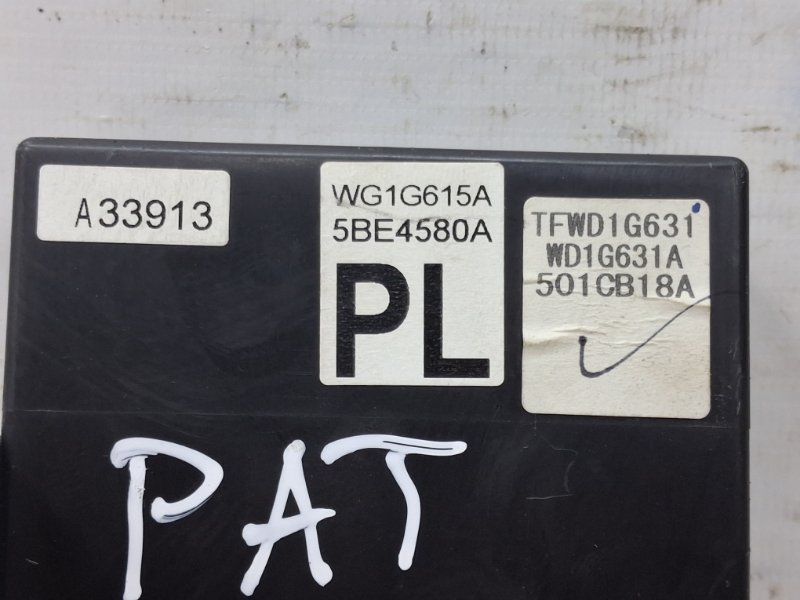 A33913
WG1G615A
5BE4580A
PL
TFWD1G631
WD1G631A
501CB18A
PAT